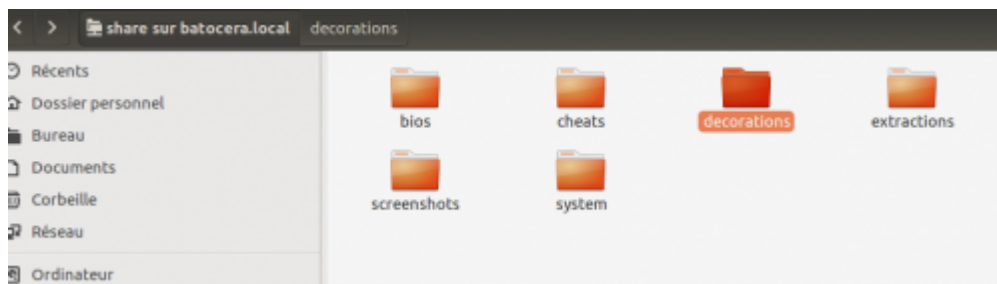 share sur batocera.local decorations
Récents
Dossier personnel
Bureau
Documents
Corbeille
Réseau
Ordinateur
bios cheats decorations extractions
screenshots system